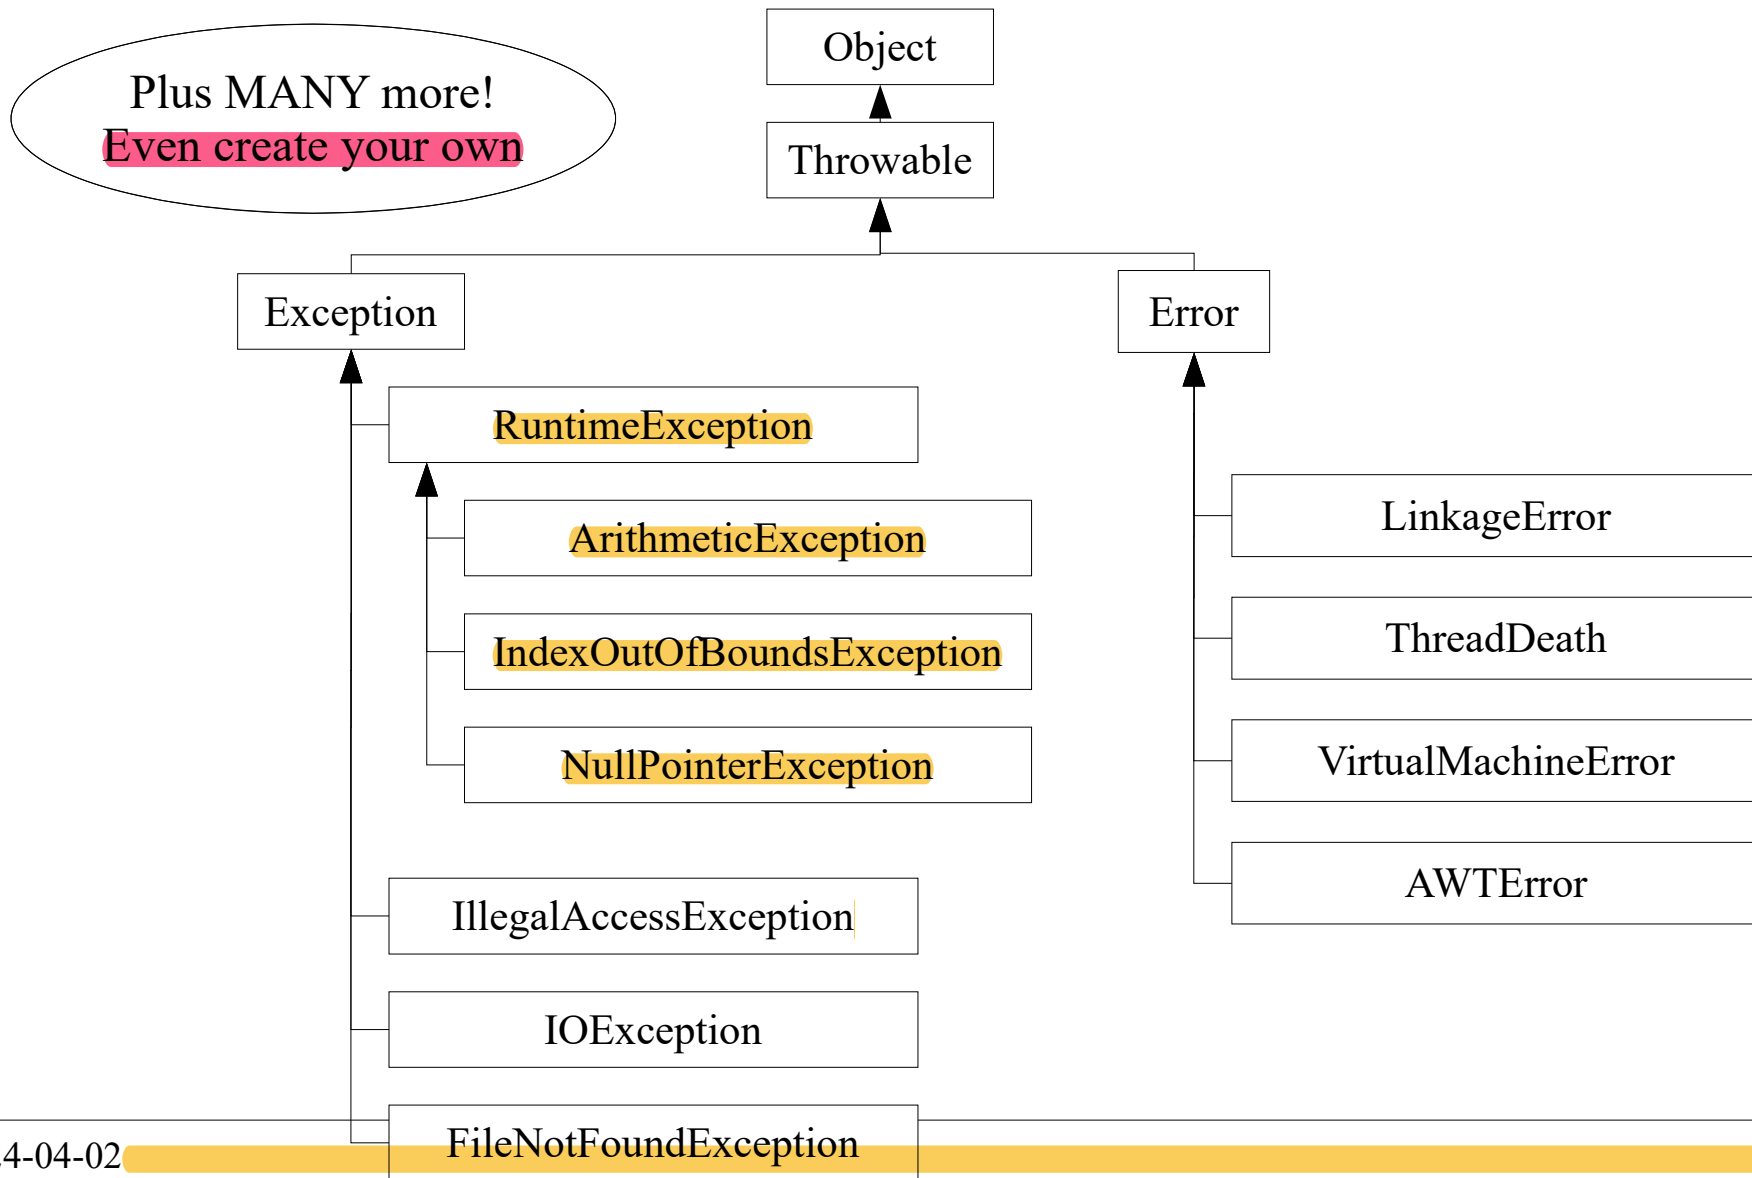 Plus MANY more!
Even create your own
Object
Throwable
Exception
Error
RuntimeException
ArithmeticException
IndexOutOfBoundsException
NullPointerException
IllegalAccessException
IOException
FileNotFoundException
LinkageError
ThreadDeath
VirtualMachineError
AWTError
4-04-02